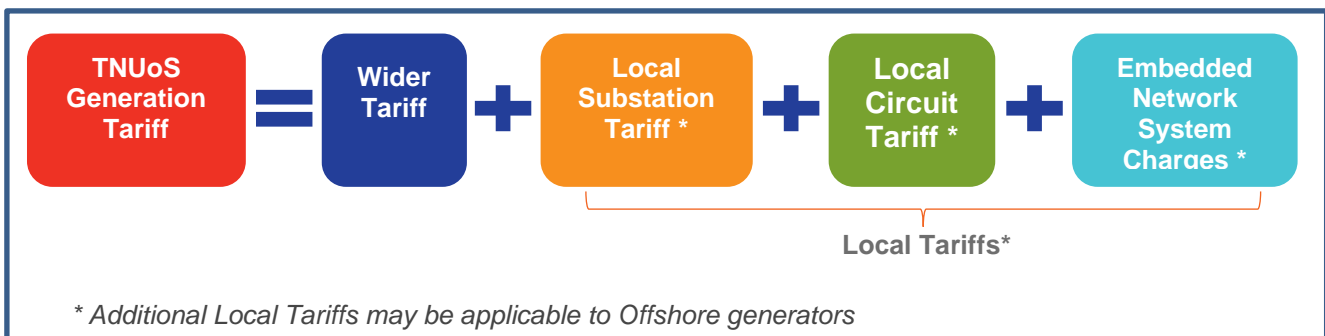 TNUoS
Generation
Tariff
=
Wider
Tariff
+
Local
Substation
Tariff *
+
Local
Circuit
Tariff *
+
Embedded
Network
System
Charges *
Local Tariffs*
* Additional Local Tariffs may be applicable to Offshore generators